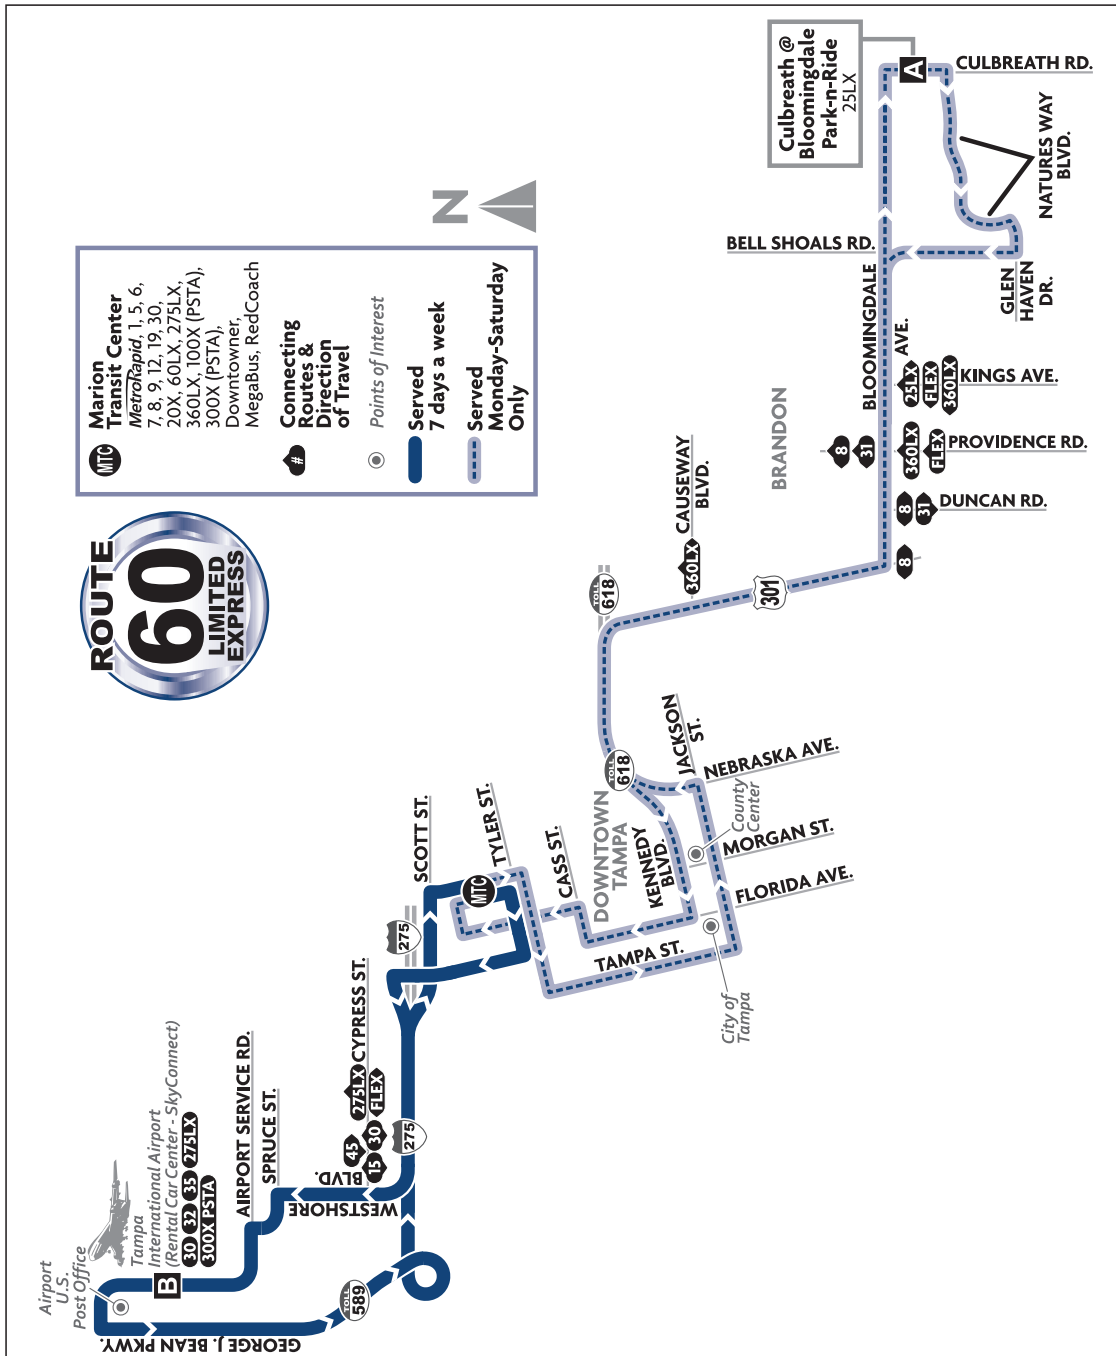 ROUTE
60
LIMITED
EXPRESS
MTC
Marion
Transit Center
MetroRapid, 1, 5, 6,
7, 8, 9, 12, 19, 30,
20X, 60LX, 275LX,
360LX, 100X (PSTA),
300X (PSTA),
Downtowner,
MegaBus, RedCoach
#
Connecting
Routes &
Direction
of Travel
Points of Interest
Served
7 days a week
Served
Monday-Saturday
Only
N
Culbreath @
Bloomingdale
Park-n-Ride
25LX
A
CULBREATH RD.
NATURES WAY
BLVD.
BELL SHOALS RD.
GLEN
HAVEN
DR.
BLOOMINGDALE
AVE.
25LX
FLEX
360LX
KINGS AVE.
BRANDON
8
31
360LX
FLEX
PROVIDENCE RD.
8
31
DUNCAN RD.
8
CAUSEWAY
BLVD.
360LX
301
TOLL
618
TOLL
618
JACKSON
ST.
NEBRASKA AVE.
County
Center
MORGAN ST.
FLORIDA AVE.
DOWNTOWN
TAMPA
KENNEDY
BLVD.
CASS ST.
TYLER ST.
SCOTT ST.
MTC
TAMPA ST.
City of
Tampa
275
CYPRESS ST.
275LX
FLEX
45
15
30
275
WESTSHORE
BLVD.
SPRUCE ST.
AIRPORT SERVICE RD.
Tampa
International Airport
(Rental Car Center - SkyConnect)
30
32
35
275LX
300X PSTA
B
Airport
U.S.
Post Office
TOLL
589
GEORGE J. BEAN PKWY.